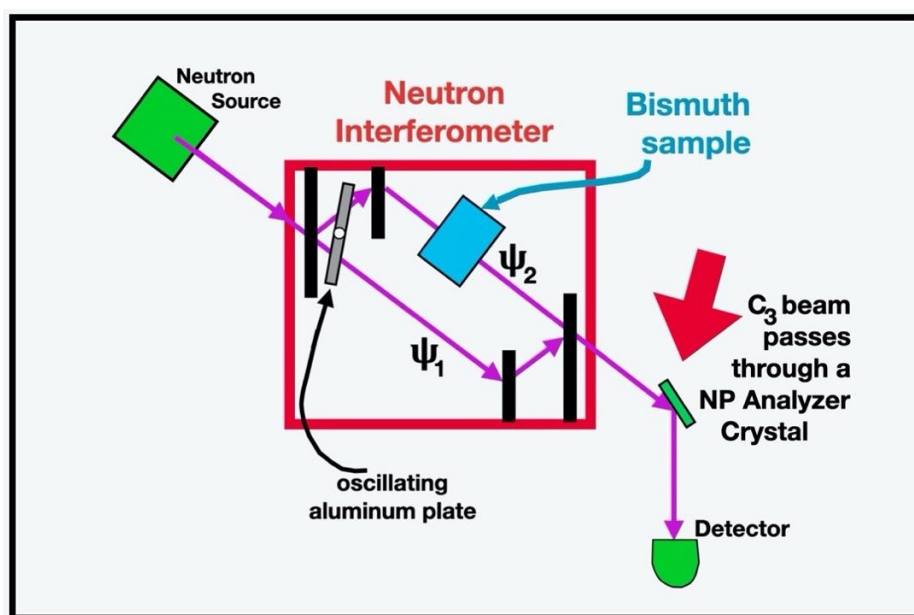 Neutron
Source
Neutron
Interferometer
Bismuth
sample
Ψ₂
Ψ₁
C₃ beam
passes
through a
NP Analyzer
Crystal
oscillating
aluminum plate
Detector